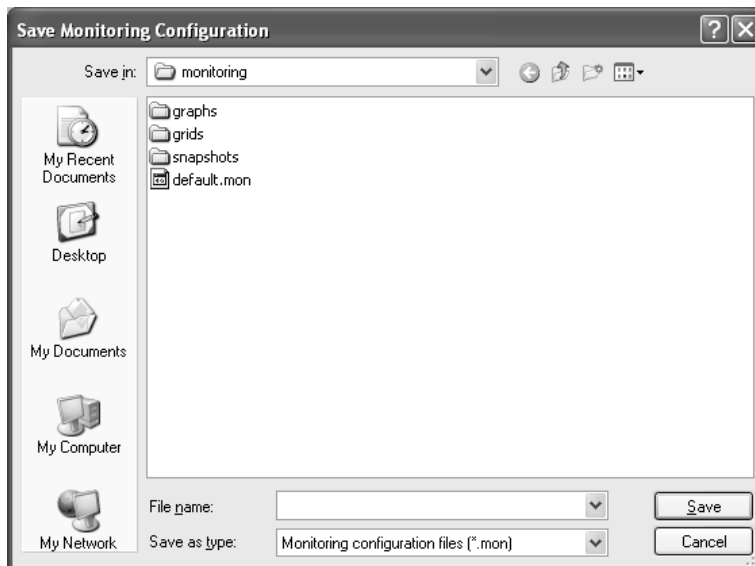 Save Monitoring Configuration
Save in: monitoring
graphs
grids
snapshots
default.mon
My Recent
Documents
Desktop
My Documents
My Computer
My Network
File name:
Save
Save as type: Monitoring configuration files (*.mon)
Cancel